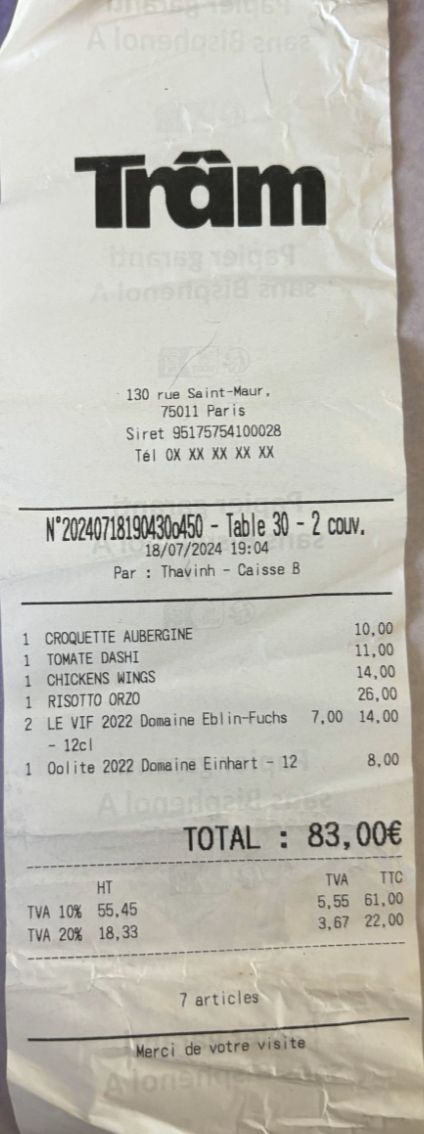 Trâm
130 rue Saint-Maur,
75011 Paris
Siret 95175754100028
Tél 0X XX XX XX XX
N°20240718190430o450 - Table 30 - 2 couv.
18/07/2024 19:04
Par : Thavinh - Caisse B
1 CROQUETTE AUBERGINE 10,00
1 TOMATE DASHI 11,00
1 CHICKENS WINGS 14,00
1 RISOTTO ORZO 26,00
2 LE VIF 2022 Domaine Eblin-Fuchs 7,00 14,00
- 12cl
1 Oolite 2022 Domaine Einhart - 12 8,00
TOTAL : 83,00€
HT TVA TTC
TVA 10% 55,45 5,55 61,00
TVA 20% 18,33 3,67 22,00
7 articles
Merci de votre visite